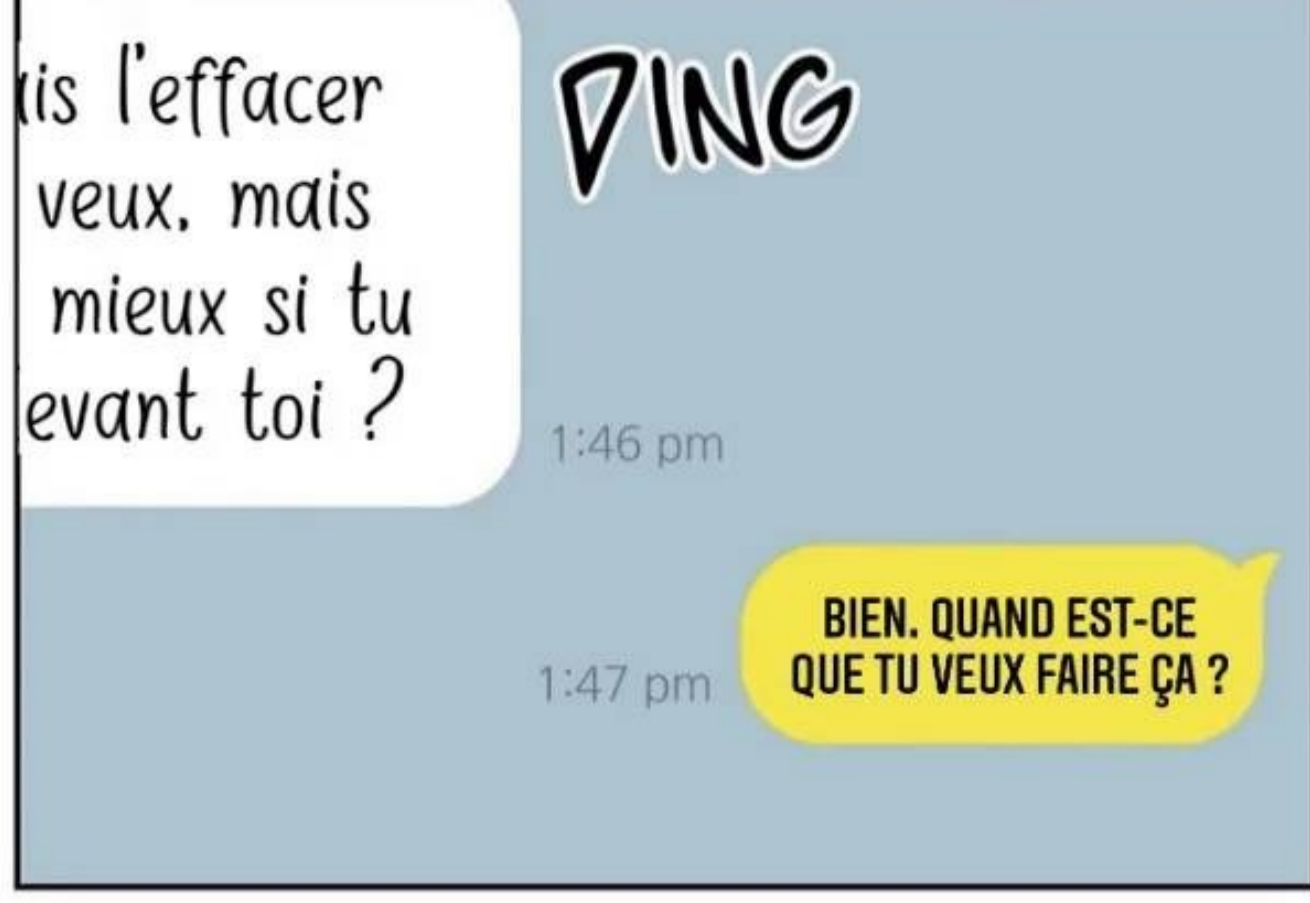 is l'effacer
veux, mais
mieux si tu
evant toi ?
DING
1:46 pm
BIEN. QUAND EST-CE
QUE TU VEUX FAIRE ÇA ?
1:47 pm